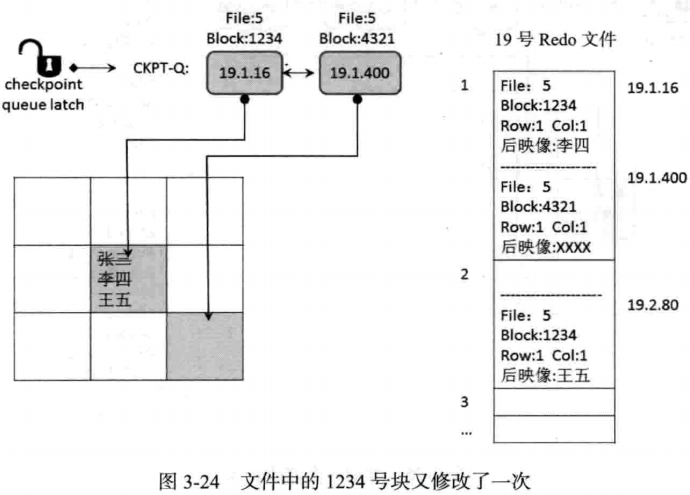 File:5
Block:1234
File:5
Block:4321
checkpoint
queue latch
CKPT-Q:
19.1.16
19.1.400
张三
李四
王五
19 号 Redo 文件
1
File: 5
Block:1234
Row:1 Col:1
后映像:李四
19.1.16
File: 5
Block:4321
Row:1 Col:1
后映像:XXXX
19.1.400
2
File: 5
Block:1234
Row:1 Col:1
后映像:王五
19.2.80
3
...
图 3-24 文件中的 1234 号块又修改了一次